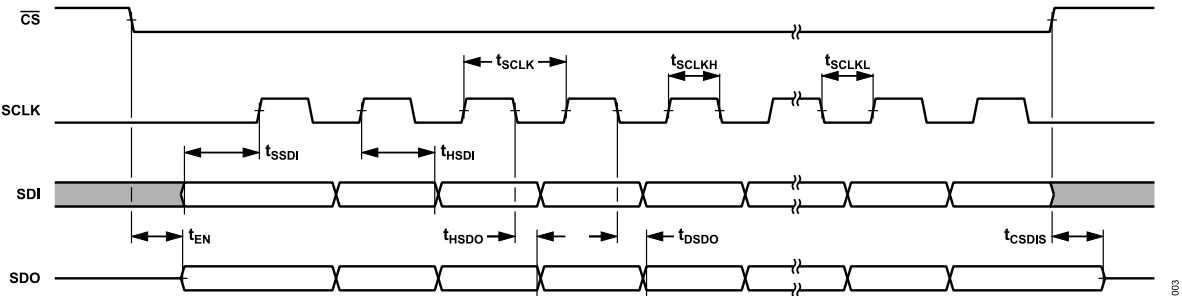 CS
tSCLK
tSCLKH
tSCLKL
SCLK
tSSDI
tHSDI
SDI
tEN
tHSDO
tDSDO
tCSDIS
SDO
003